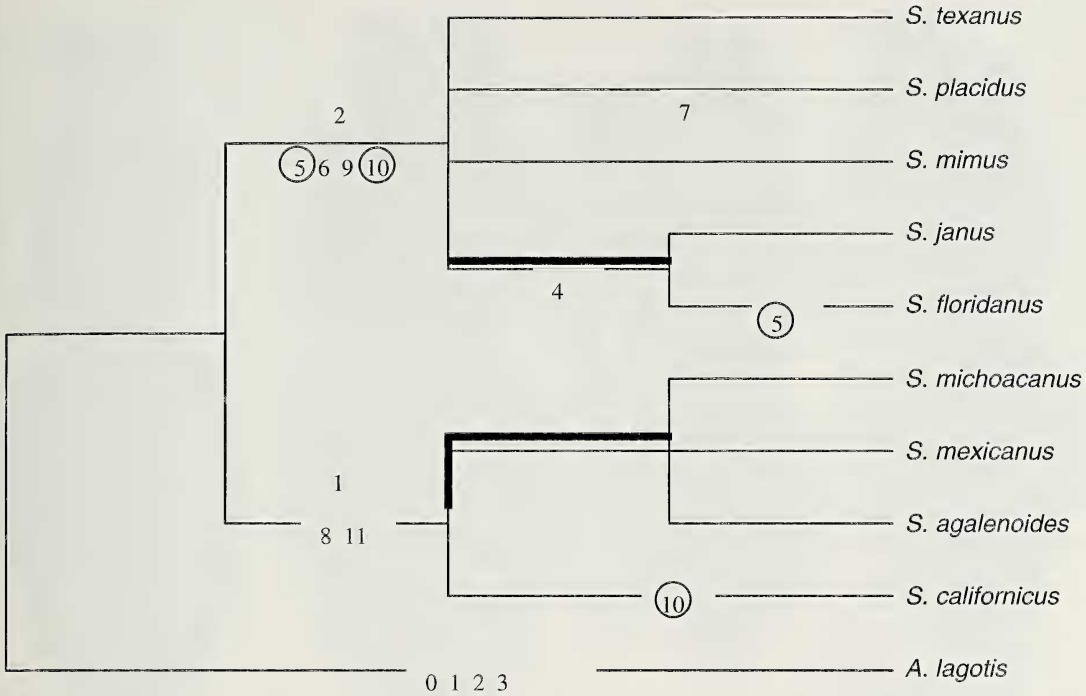 S. texanus
S. placidus
7
2
5 6 9 10
S. mimus
S. janus
4
S. floridanus
5
S. michoacanus
S. mexicanus
1
8 11
S. agalenoides
S. californicus
10
A. lagotis
0 1 2 3